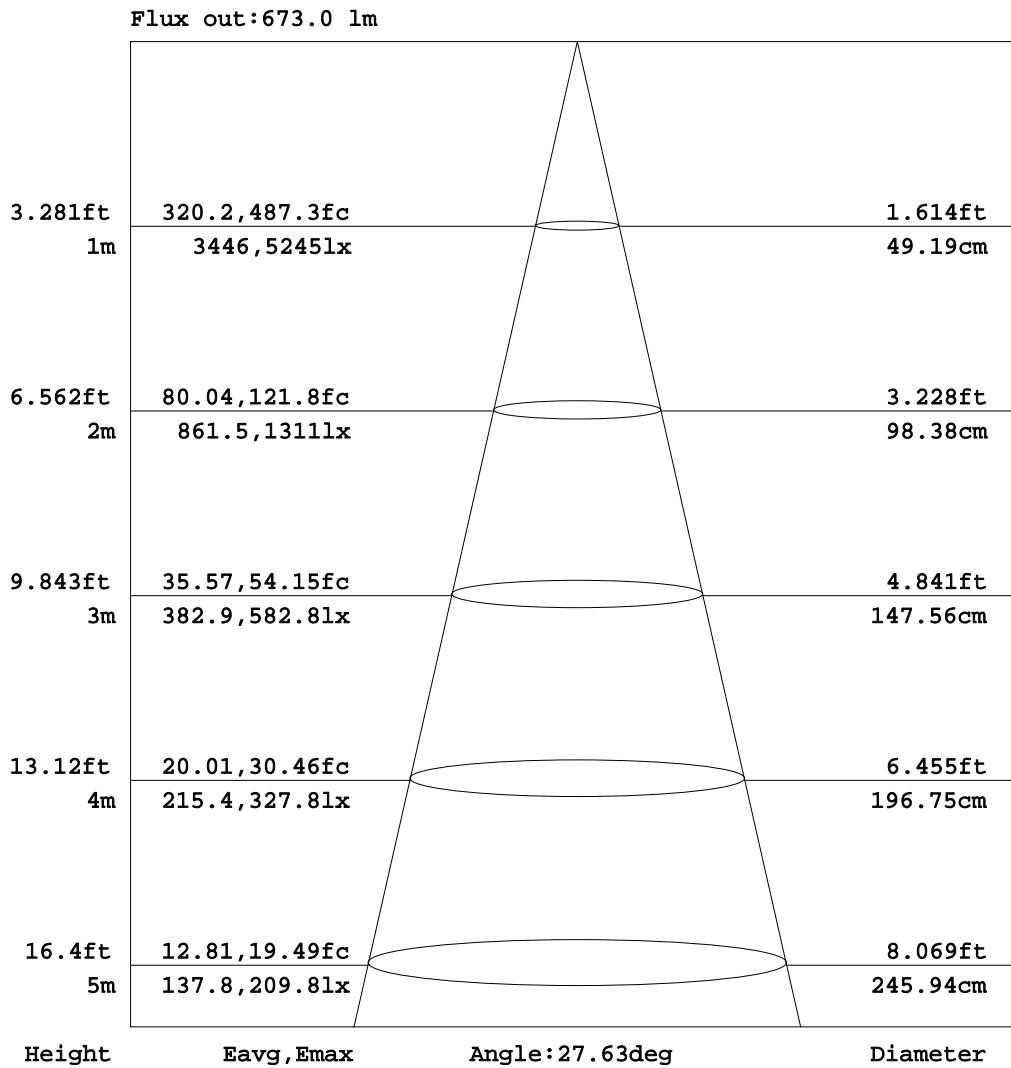 Flux out:673.0 lm
3.281ft 320.2,487.3fc 1.614ft
1m 3446,5245lx 49.19cm
6.562ft 80.04,121.8fc 3.228ft
2m 861.5,1311lx 98.38cm
9.843ft 35.57,54.15fc 4.841ft
3m 382.9,582.8lx 147.56cm
13.12ft 20.01,30.46fc 6.455ft
4m 215.4,327.8lx 196.75cm
16.4ft 12.81,19.49fc 8.069ft
5m 137.8,209.8lx 245.94cm
Height Eavg,Emax Angle:27.63deg Diameter